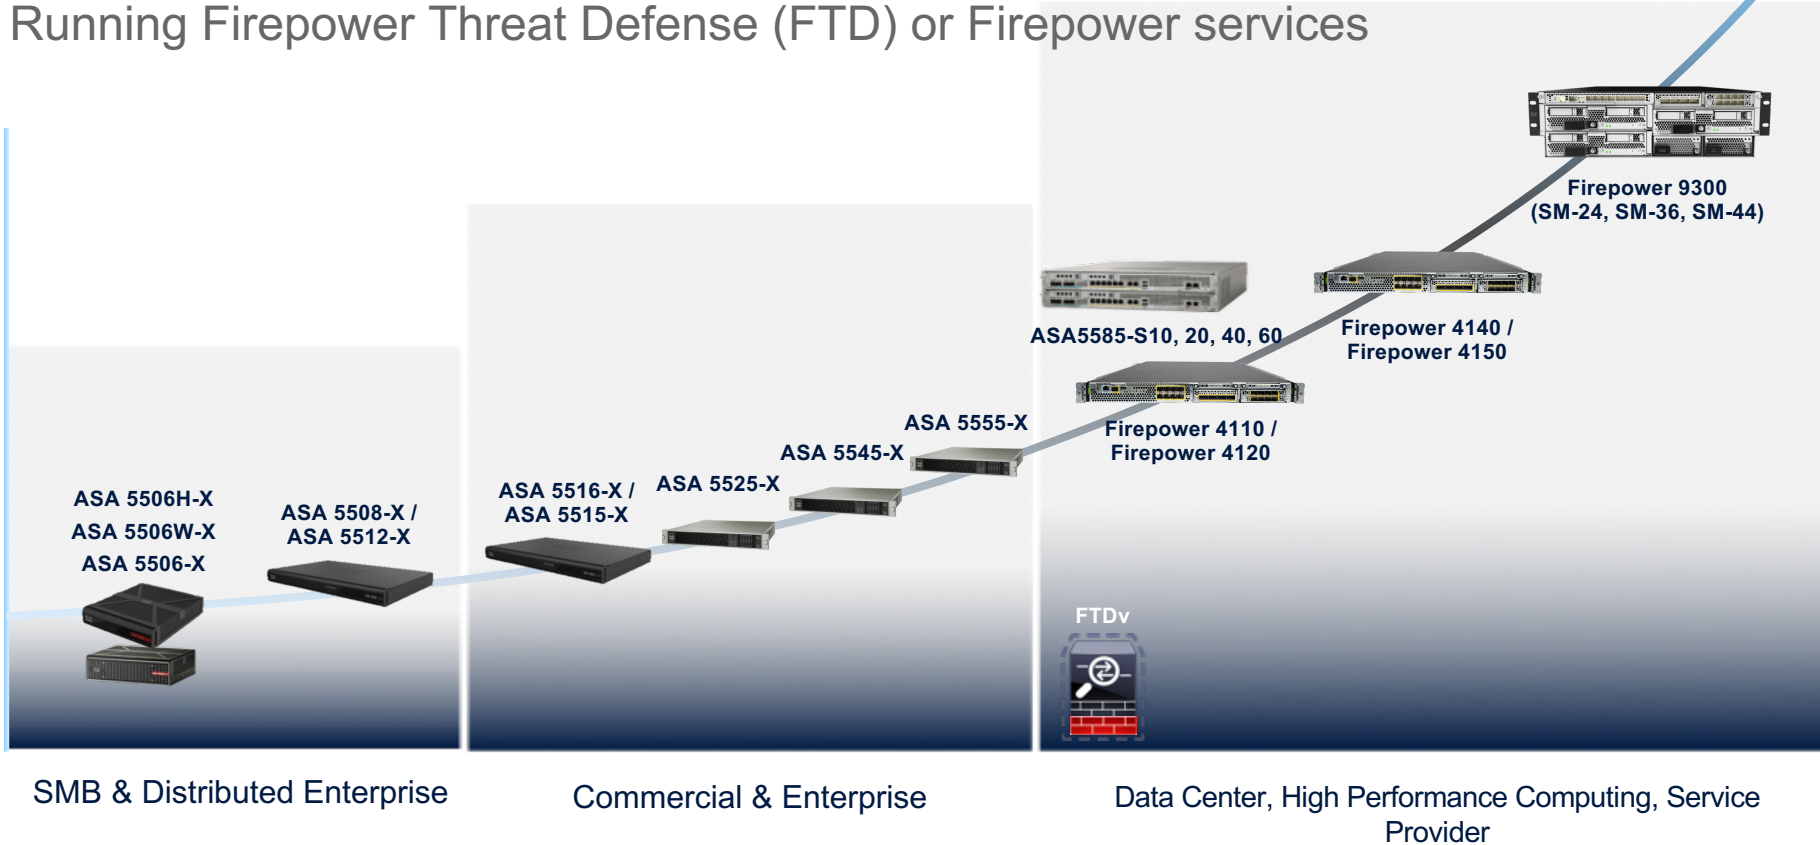 Running Firepower Threat Defense (FTD) or Firepower services
Firepower 9300
(SM-24, SM-36, SM-44)
ASA5585-S10, 20, 40, 60
Firepower 4140 /
Firepower 4150
Firepower 4110 /
Firepower 4120
ASA 5555-X
ASA 5545-X
ASA 5525-X
ASA 5516-X /
ASA 5515-X
ASA 5508-X /
ASA 5512-X
ASA 5506H-X
ASA 5506W-X
ASA 5506-X
FTDv
SMB & Distributed Enterprise
Commercial & Enterprise
Data Center, High Performance Computing, Service
Provider